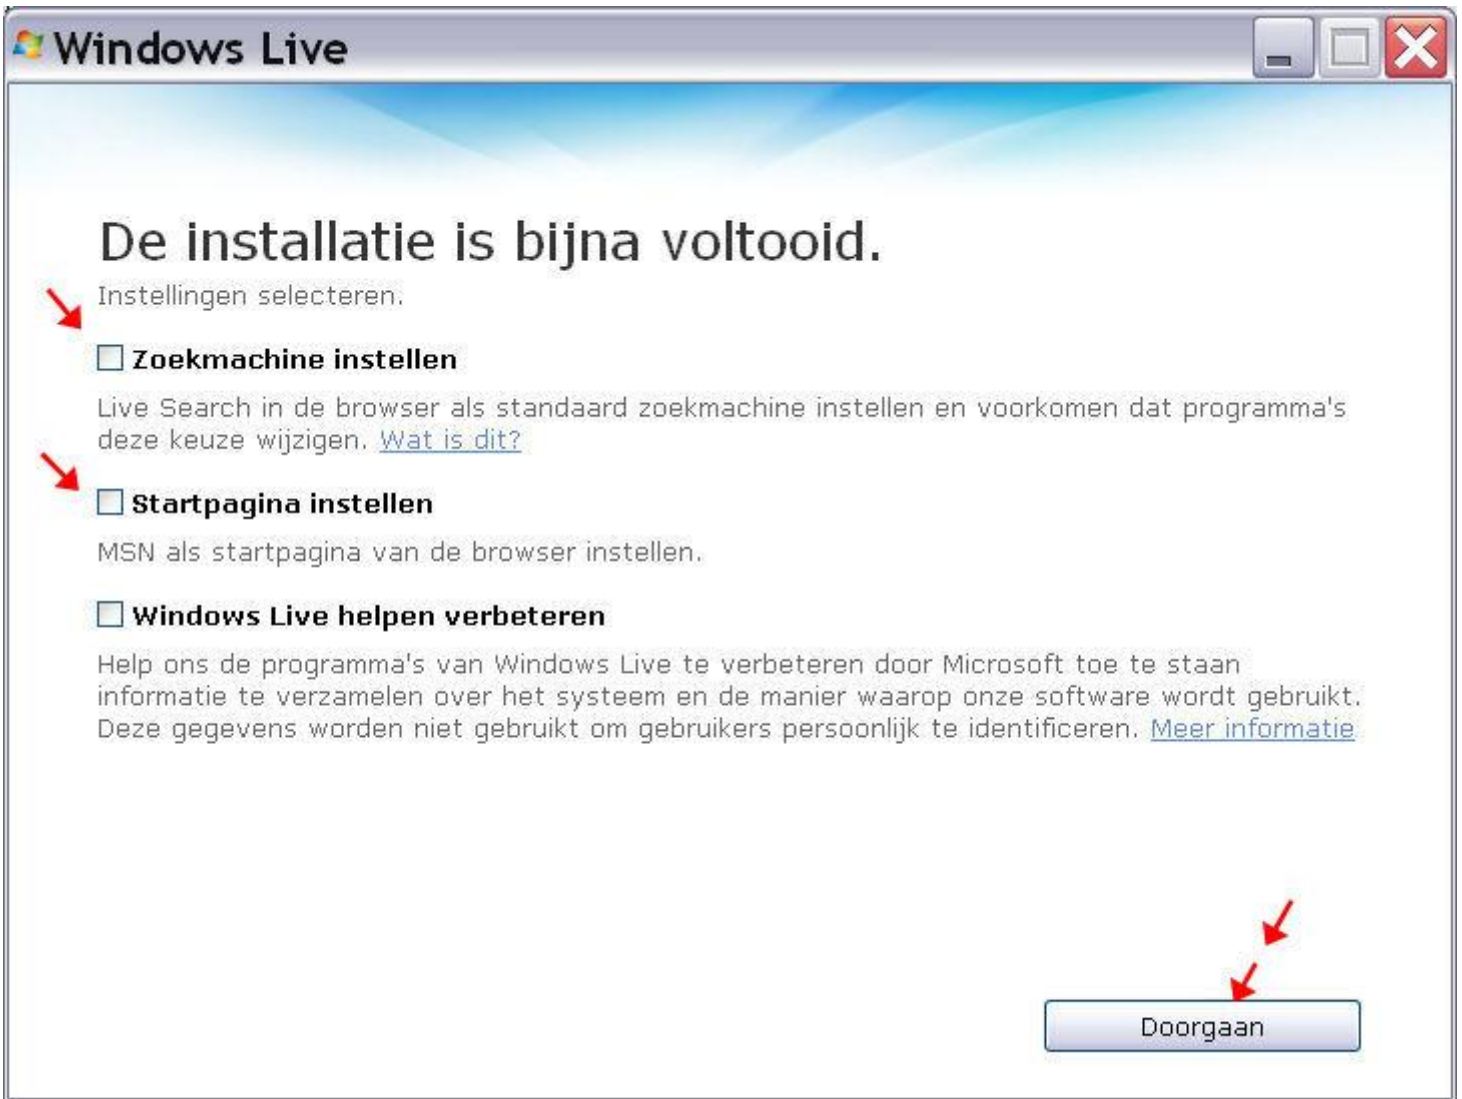 Windows Live
De installatie is bijna voltooid.
Instellingen selecteren.
Zoekmachine instellen
Live Search in de browser als standaard zoekmachine instellen en voorkomen dat programma's
deze keuze wijzigen. Wat is dit?
Startpagina instellen
MSN als startpagina van de browser instellen.
Windows Live helpen verbeteren
Help ons de programma's van Windows Live te verbeteren door Microsoft toe te staan
informatie te verzamelen over het systeem en de manier waarop onze software wordt gebruikt.
Deze gegevens worden niet gebruikt om gebruikers persoonlijk te identificeren. Meer informatie
Doorgaan